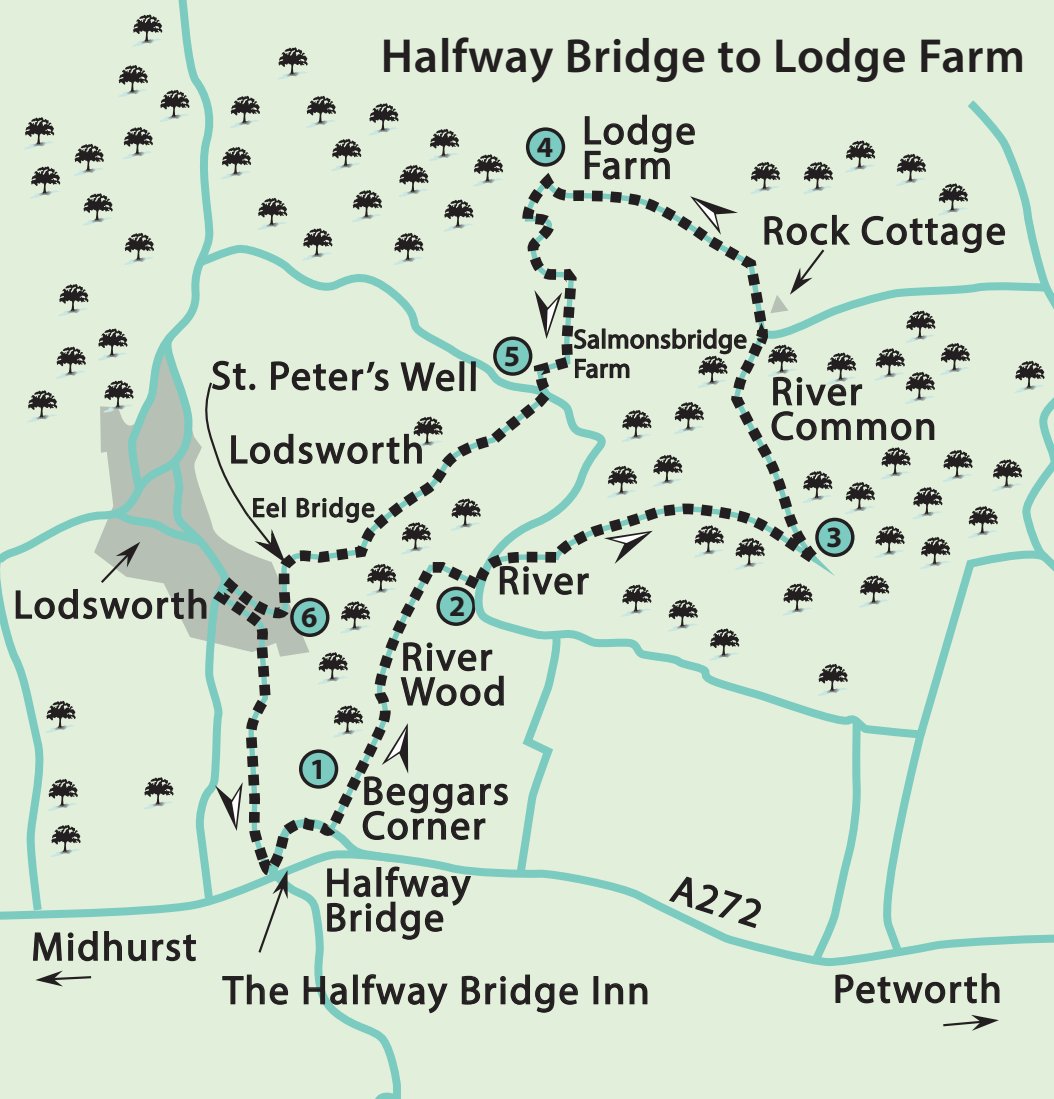 Halfway Bridge to Lodge Farm
4
Lodge
Farm
Rock Cottage
5
Salmonsbridge
Farm
St. Peter's Well
River
Common
Lodsworth
Eel Bridge
3
River
2
Lodsworth
6
River
Wood
1
Beggars
Corner
Halfway
Bridge
A272
Midhurst
The Halfway Bridge Inn
Petworth